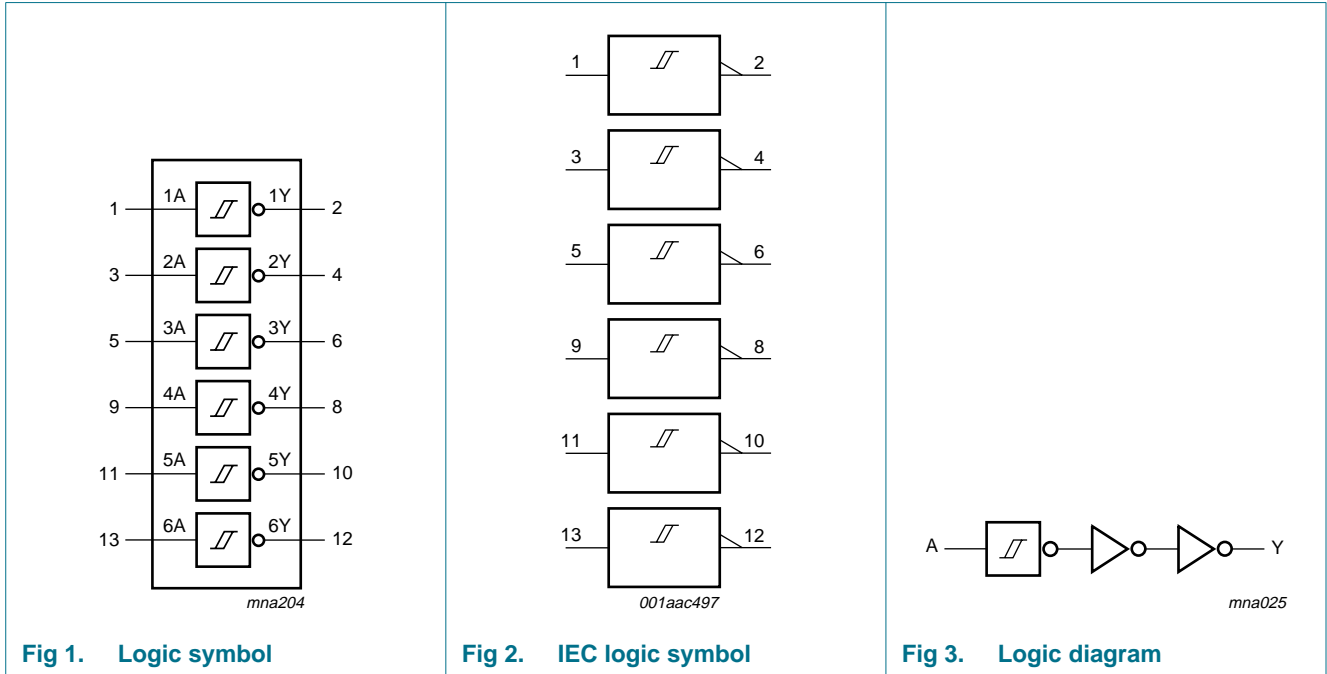 1 1A 1Y 2
3 2A 2Y 4
5 3A 3Y 6
9 4A 4Y 8
11 5A 5Y 10
13 6A 6Y 12
mna204
Fig 1. Logic symbol
1 2
3 4
5 6
9 8
11 10
13 12
001aac497
Fig 2. IEC logic symbol
A Y
mna025
Fig 3. Logic diagram